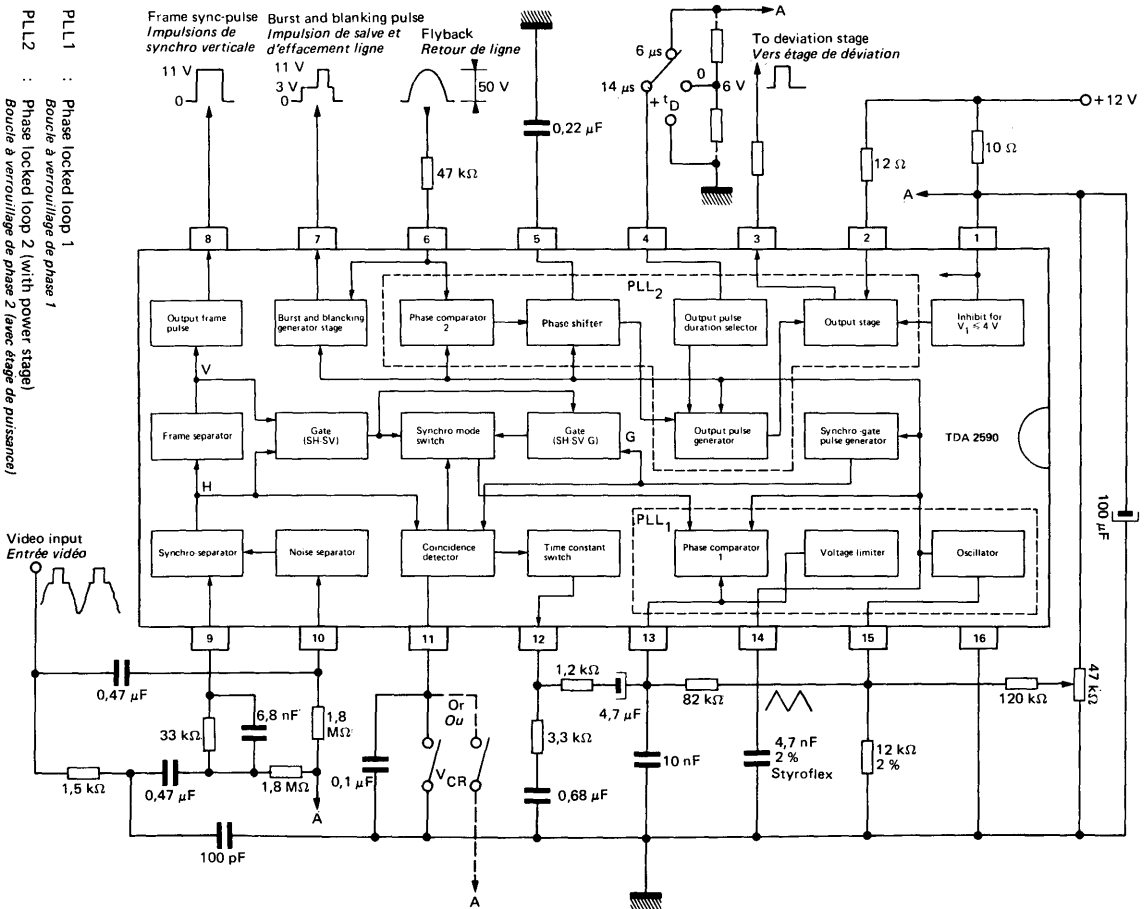 Frame sync-pulse
Impulsions de
synchro verticale
Burst and blanking pulse
Impulsion de salve et
d'effacement ligne
Flyback
Retour de ligne
To deviation stage
Vers étage de déviation
11 V
0
11 V
3 V
0
50 V
A
6 µs
14 µs
0
6 V
+ tD
+12 V
0,22 µF
47 kΩ
12 Ω
10 Ω
A
PLL1 : Phase locked loop 1
Boucle à verrouillage de phase 1
PLL2 : Phase locked loop 2 (with power stage)
Boucle à verrouillage de phase 2 (avec étage de puissance)
8
7
6
5
4
3
2
1
PLL2
Output frame
pulse
Burst and blancking
generator stage
Phase comparator
2
Phase shifter
Output pulse
duration selector
Output stage
Inhibit for
V1 ≤ 4 V
V
Frame separator
Gate
(SH-SV)
Synchro mode
switch
Gate
(SH·SV·G)
G
Output pulse
generator
Synchro-gate
pulse generator
TDA 2590
H
PLL1
Synchro separator
Noise separator
Coincidence
detector
Time constant
switch
Phase comparator
1
Voltage limiter
Oscillator
100 µF
Video input
Entrée vidéo
9
10
11
12
13
14
15
16
0,47 µF
33 kΩ
6,8 nF
1,8
MΩ
1,5 kΩ
0,47 µF
1,8 MΩ
A
100 pF
Or
Ou
0,1 µF
VCR
A
1,2 kΩ
4,7 µF
3,3 kΩ
0,68 µF
10 nF
82 kΩ
4,7 nF
2 %
Styroflex
12 kΩ
2 %
120 kΩ
47 kΩ